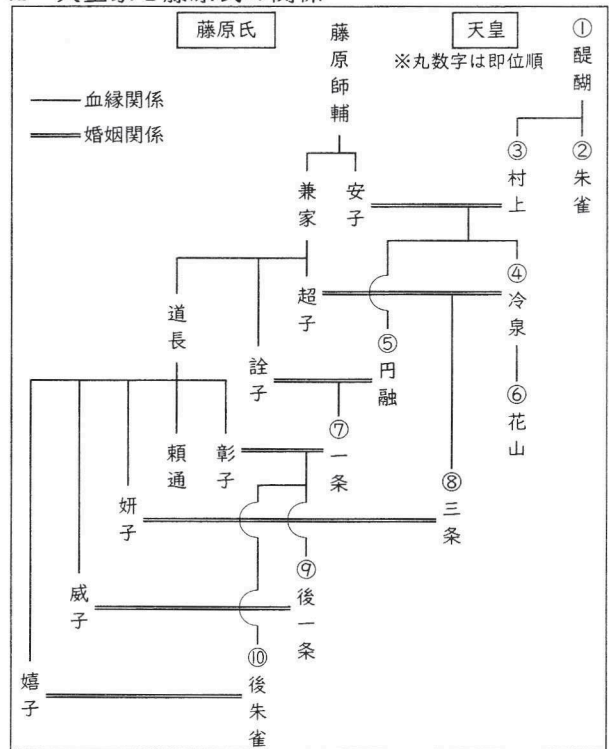 藤原氏
天皇
※丸数字は即位順
血縁関係
婚姻関係
藤原師輔
①醍醐
③村上
②朱雀
兼家
安子
④冷泉
超子
道長
詮子
⑤円融
⑥花山
⑦一条
頼通
彰子
⑧三条
妍子
⑨後一条
威子
⑩後朱雀
嬉子